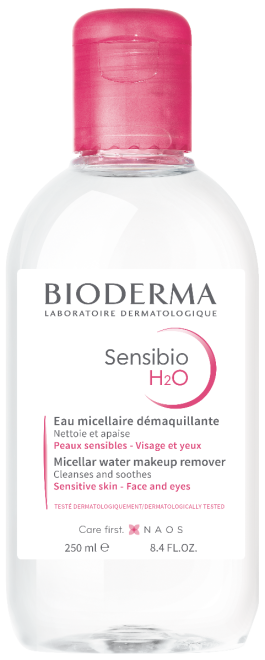 BIODERMA
LABORATOIRE DERMATOLOGIQUE
Sensibio
H2O
Eau micellaire démaquillante
Nettoie et apaise
Peaux sensibles - Visage et yeux
Micellar water makeup remover
Cleanses and soothes
Sensitive skin - Face and eyes
TESTÉ DERMATOLOGIQUEMENT/DERMATOLOGICALLY TESTED
Care first. NAOS
250 ml ℮ 8.4 FL.OZ.